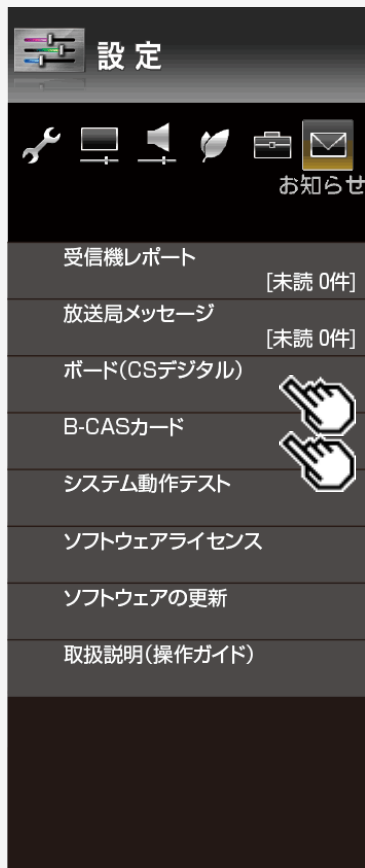 設定
お知らせ
受信機レポート
[未読 0件]
放送局メッセージ
[未読 0件]
ボード(CSデジタル)
B-CASカード
システム動作テスト
ソフトウェアライセンス
ソフトウェアの更新
取扱説明(操作ガイド)